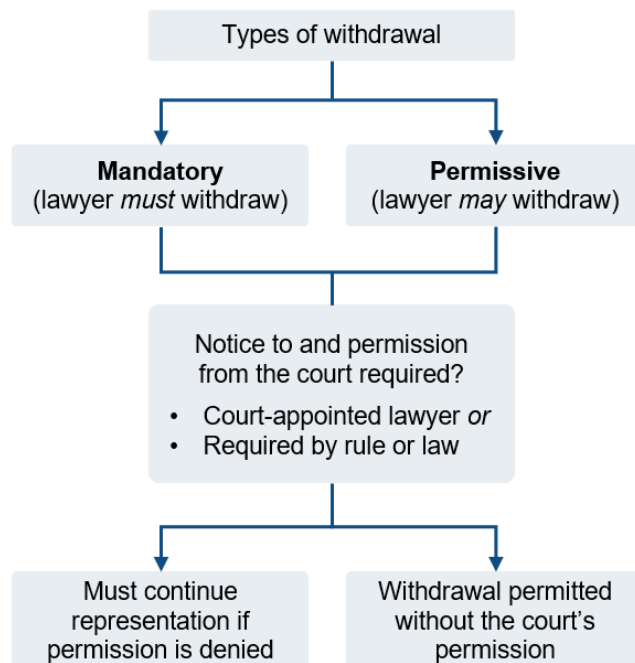 Types of withdrawal
Mandatory
(lawyer must withdraw)
Permissive
(lawyer may withdraw)
Notice to and permission
from the court required?
• Court-appointed lawyer or
• Required by rule or law
Must continue
representation if
permission is denied
Withdrawal permitted
without the court's
permission